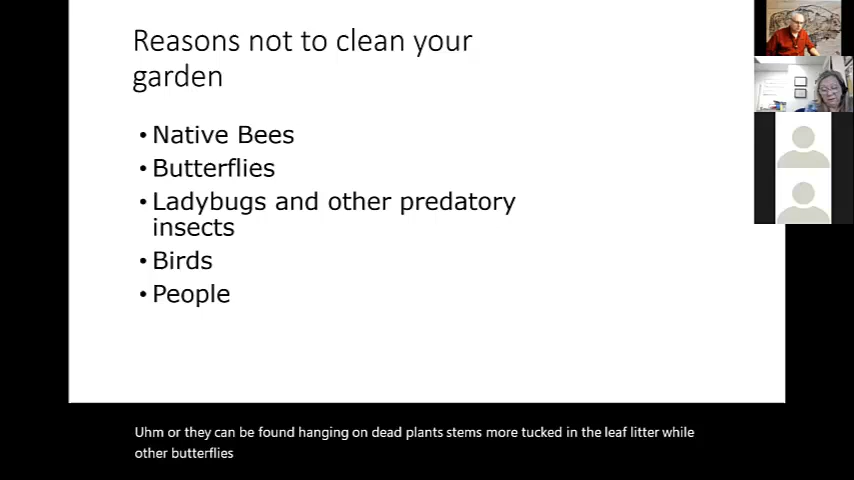 Reasons not to clean your
garden
• Native Bees
• Butterflies
• Ladybugs and other predatory
insects
• Birds
• People
Uhm or they can be found hanging on dead plants stems more tucked in the leaf litter while
other butterflies